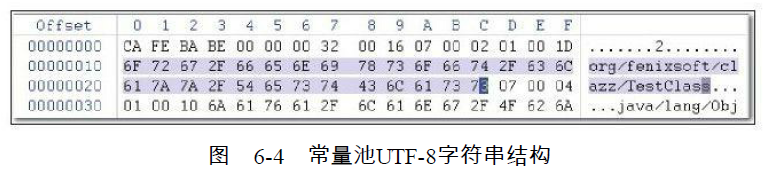 Offset 0 1 2 3 4 5 6 7 8 9 A B C D E F
00000000 CA FE BA BE 00 00 00 32 00 16 07 00 02 01 00 1D .......2........
00000010 6F 72 67 2F 66 65 6E 69 78 73 6F 66 74 2F 63 6C org/fenixsoft/cl
00000020 61 7A 7A 2F 54 65 73 74 43 6C 61 73 73 07 00 04 azz/TestClass...
00000030 01 00 10 6A 61 76 61 2F 6C 61 6E 67 2F 4F 62 6A ...java/lang/Obj
图 6-4 常量池UTF-8字符串结构